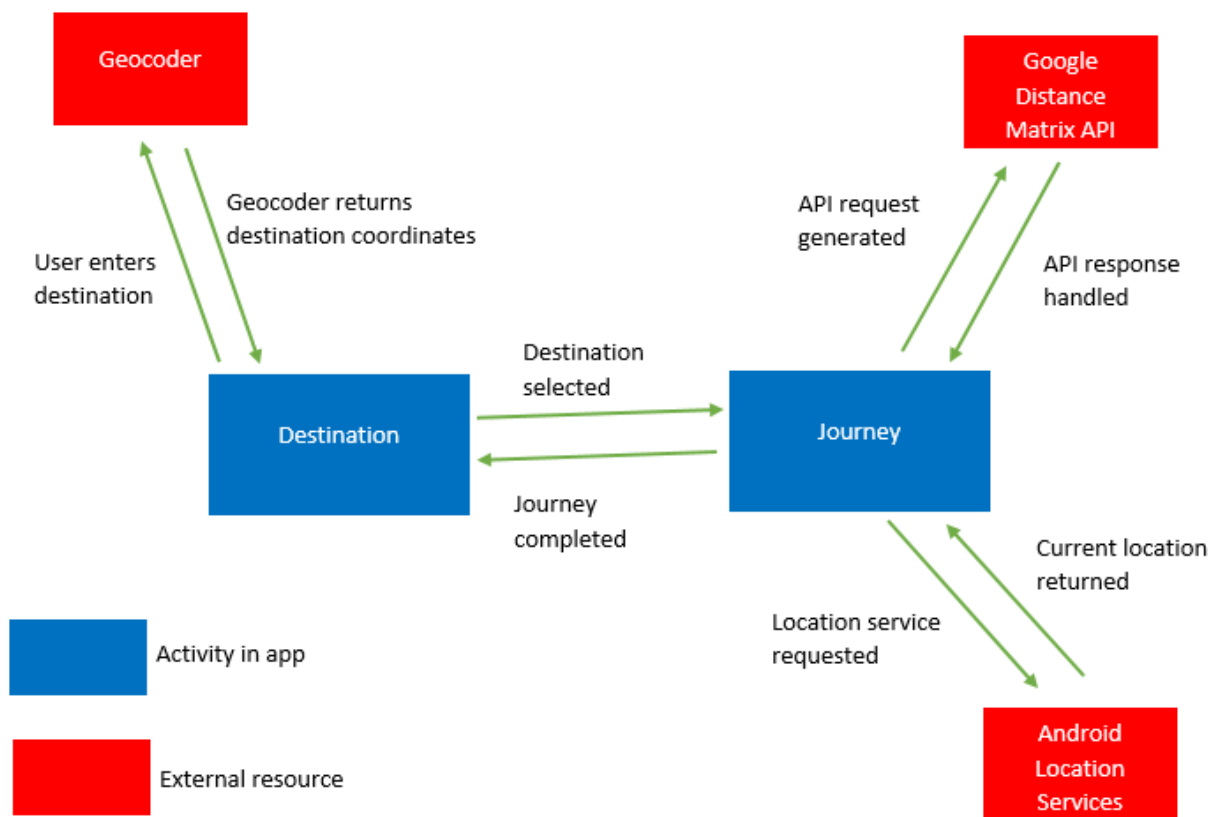 Geocoder
Google
Distance
Matrix API
Geocoder returns
destination coordinates
User enters
destination
API request
generated
API response
handled
Destination
selected
Destination
Journey
Journey
completed
Current location
returned
Location service
requested
Activity in app
External resource
Android
Location
Services